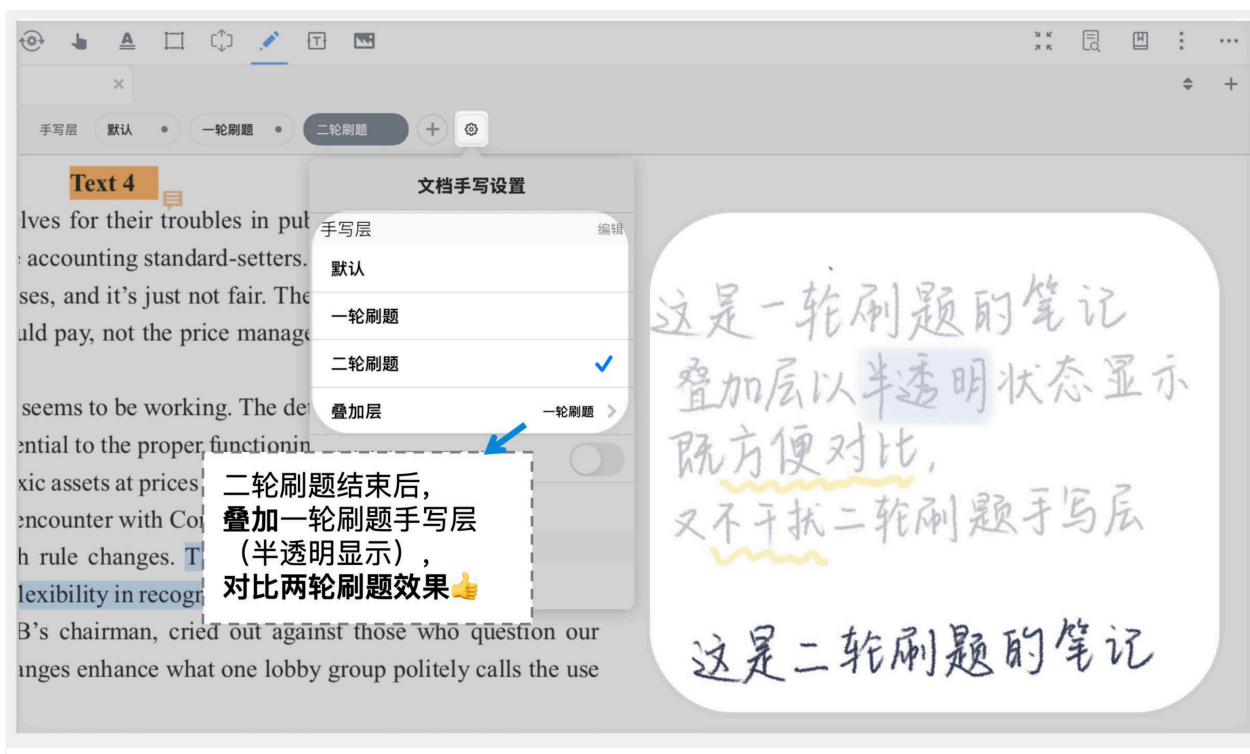 手写层 默认 一轮刷题 二轮刷题
文档手写设置
手写层 编辑
默认
一轮刷题
二轮刷题
叠加层 一轮刷题
Text 4
lves for their troubles in
accounting standard-setters.
ses, and it's just not fair. The
uld pay, not the price
seems to be working. The
ential to the proper functionin
xic assets at prices
encounter with
h rule changes.
lexibility in
B's chairman, cried out against those who question our
anges enhance what one lobby group politely calls the use
二轮刷题结束后,
叠加一轮刷题手写层
（半透明显示）,
对比两轮刷题效果👍
这是一轮刷题的笔记
叠加层以半透明状态显示
既方便对比,
又不干扰二轮刷题手写层
这是二轮刷题的笔记